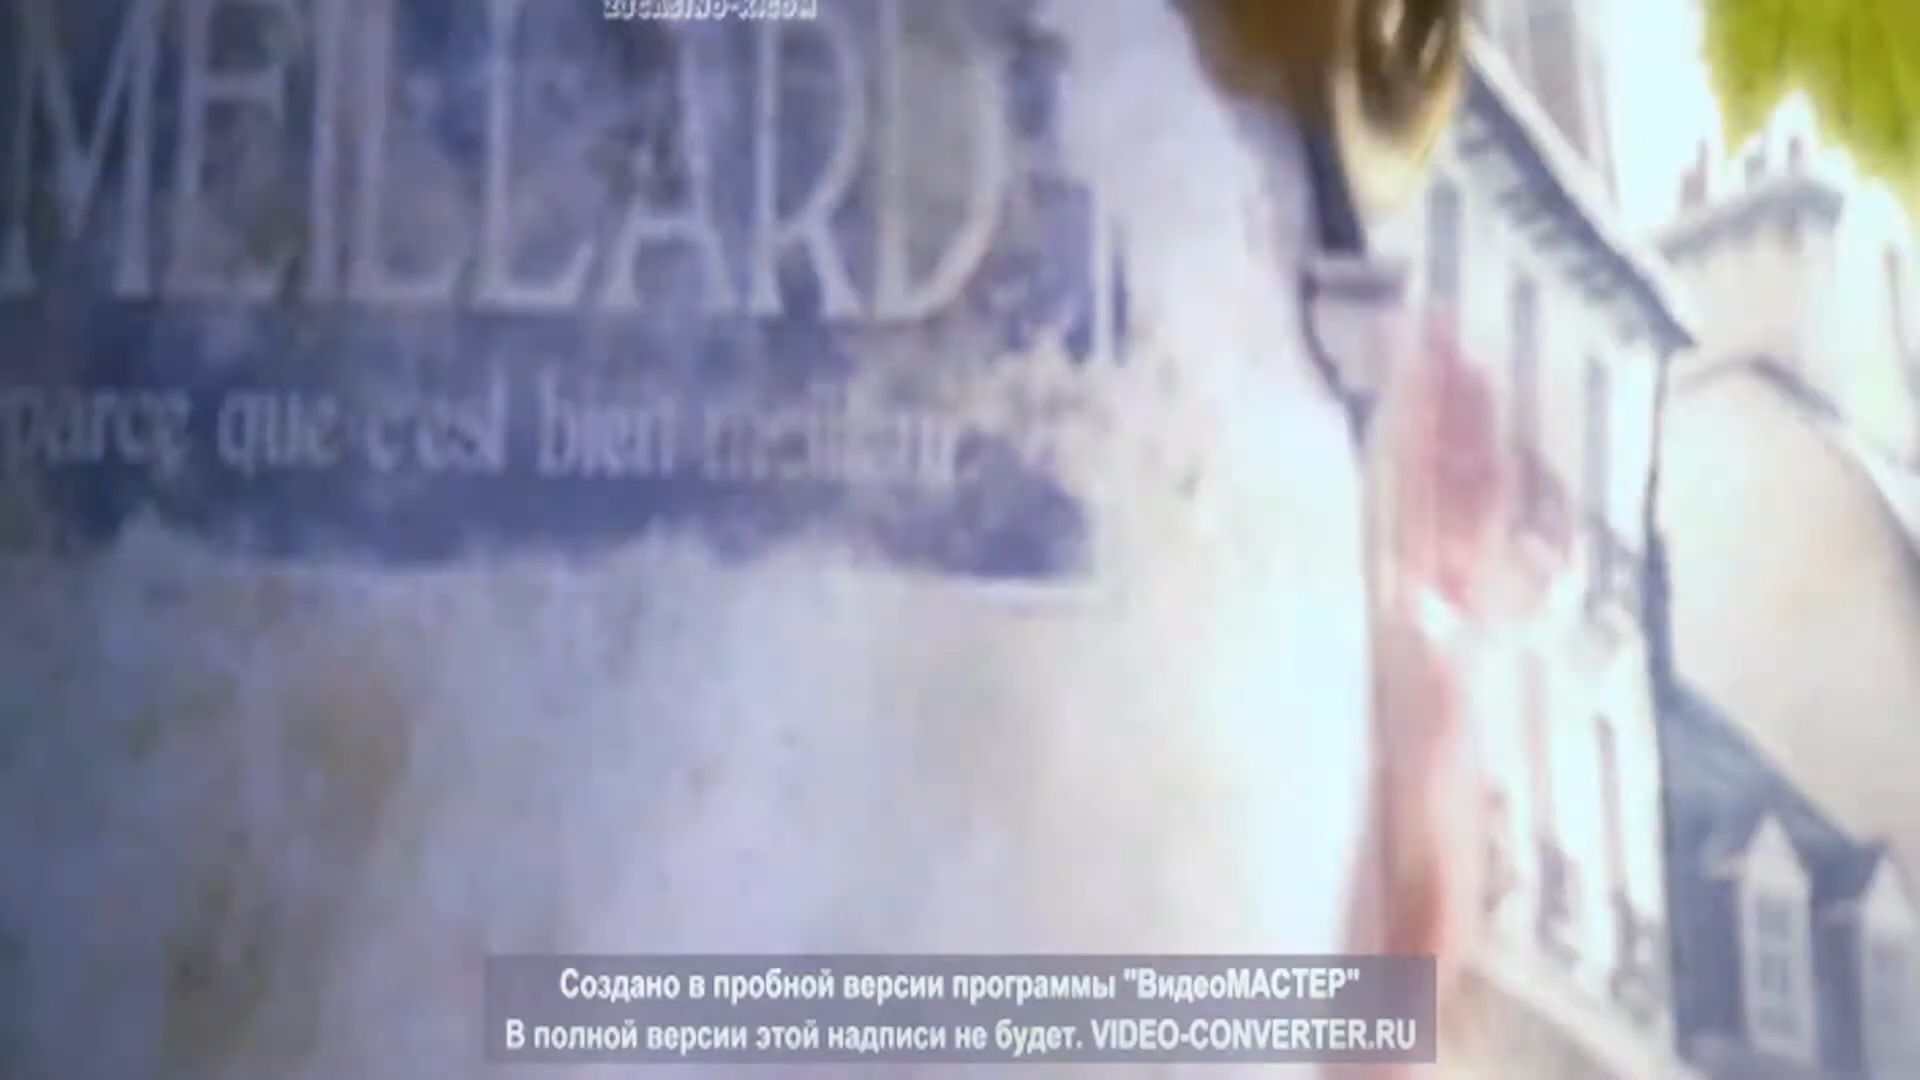 MEILLARD
parce que c'est bien meilleur
Создано в пробной версии программы "ВидеоМАСТЕР"
В полной версии этой надписи не будет. VIDEO-CONVERTER.RU